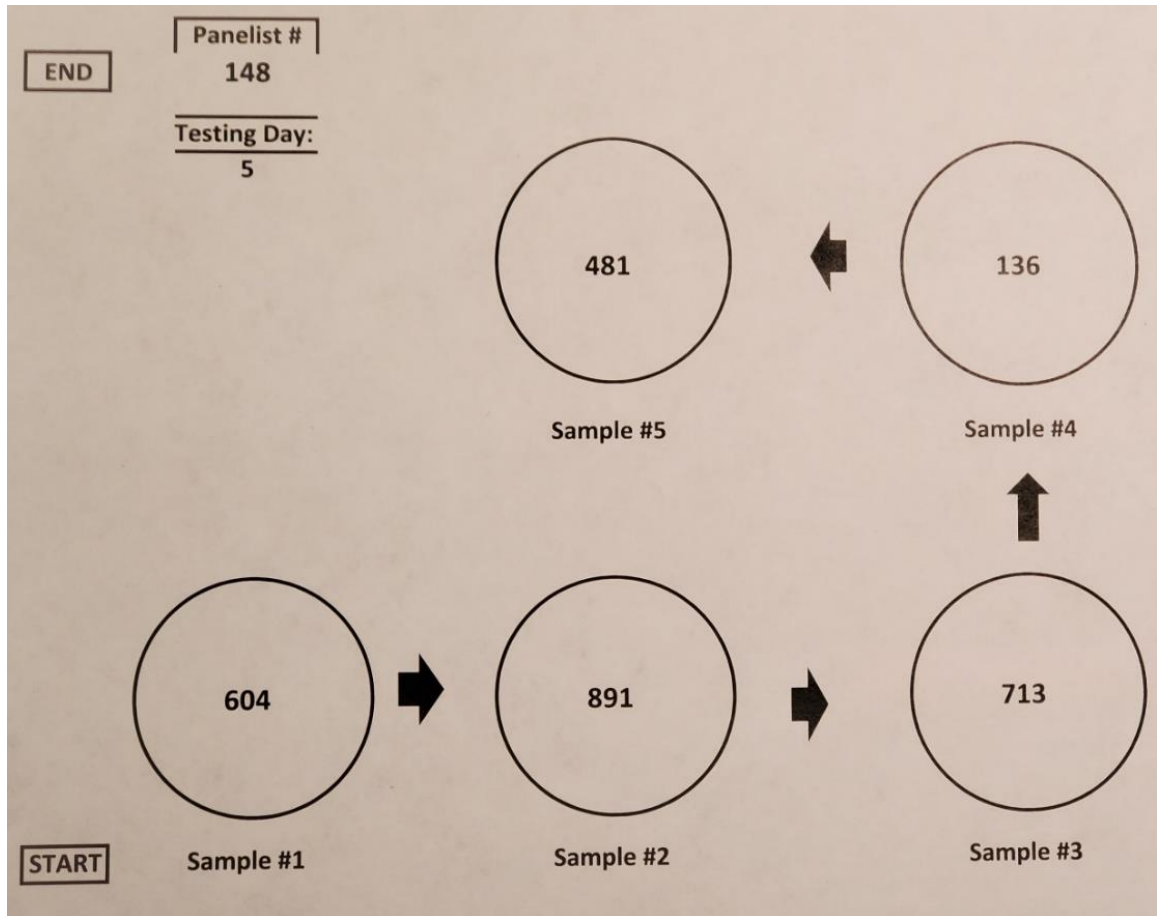 END
Panelist #
148
Testing Day:
5
481
136
Sample #5
Sample #4
604
891
713
START
Sample #1
Sample #2
Sample #3